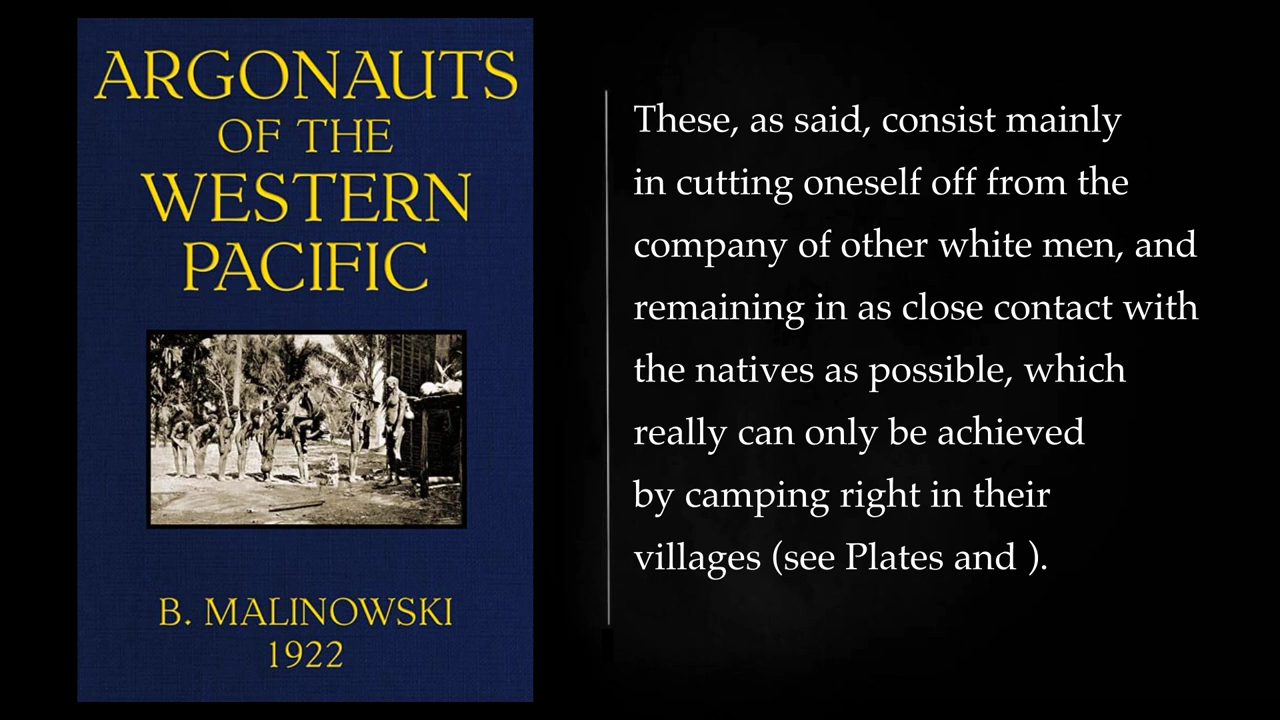 ARGONAUTS
OF THE
WESTERN
PACIFIC
B. MALINOWSKI
1922
These, as said, consist mainly
in cutting oneself off from the
company of other white men, and
remaining in as close contact with
the natives as possible, which
really can only be achieved
by camping right in their
villages (see Plates and ).